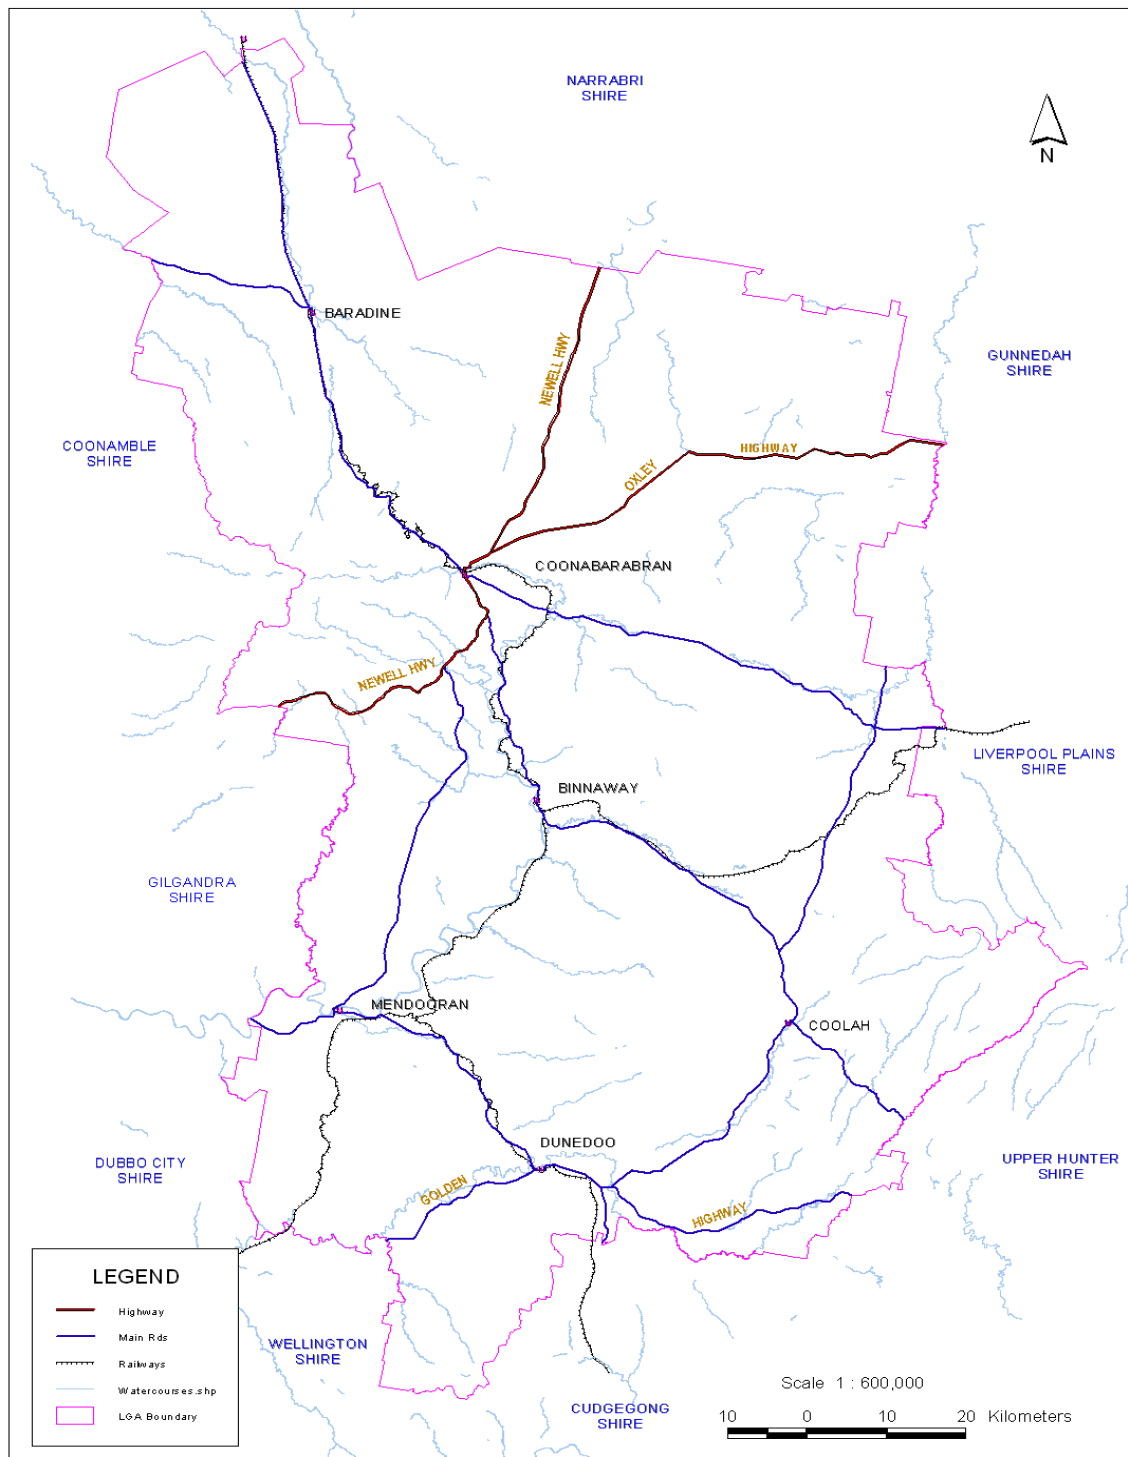 NARRABRI
SHIRE
N
BARADINE
NEWELL HWY
GUNNEDAH
SHIRE
COONAMBLE
SHIRE
HIGHWAY
OXLEY
COONABARABRAN
NEWELL HWY
LIVERPOOL PLAINS
SHIRE
BINNAWAY
GILGANDRA
SHIRE
MENDOORAN
COOLAH
DUNEDOO
DUBBO CITY
SHIRE
UPPER HUNTER
SHIRE
GOLDEN
HIGHWAY
LEGEND
Highway
Main Rds
Railways
Watercourses.shp
LGA Boundary
WELLINGTON
SHIRE
CUDGEGONG
SHIRE
Scale 1 : 600,000
10 0 10 20 Kilometers